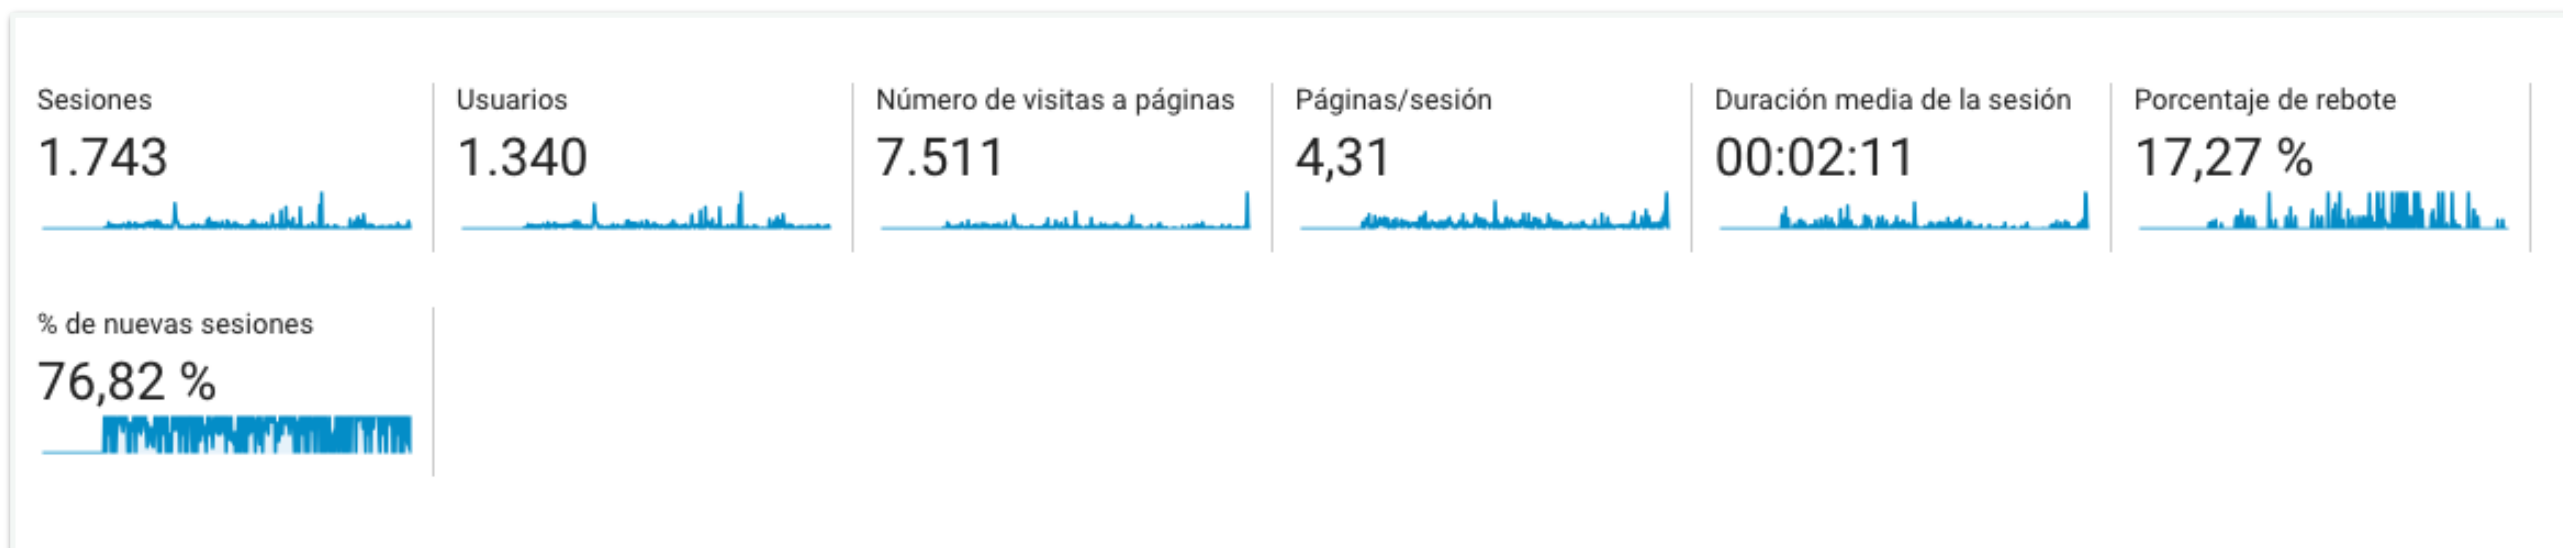 Sesiones
1.743
Usuarios
1.340
Número de visitas a páginas
7.511
Páginas/sesión
4,31
Duración media de la sesión
00:02:11
Porcentaje de rebote
17,27 %
% de nuevas sesiones
76,82 %